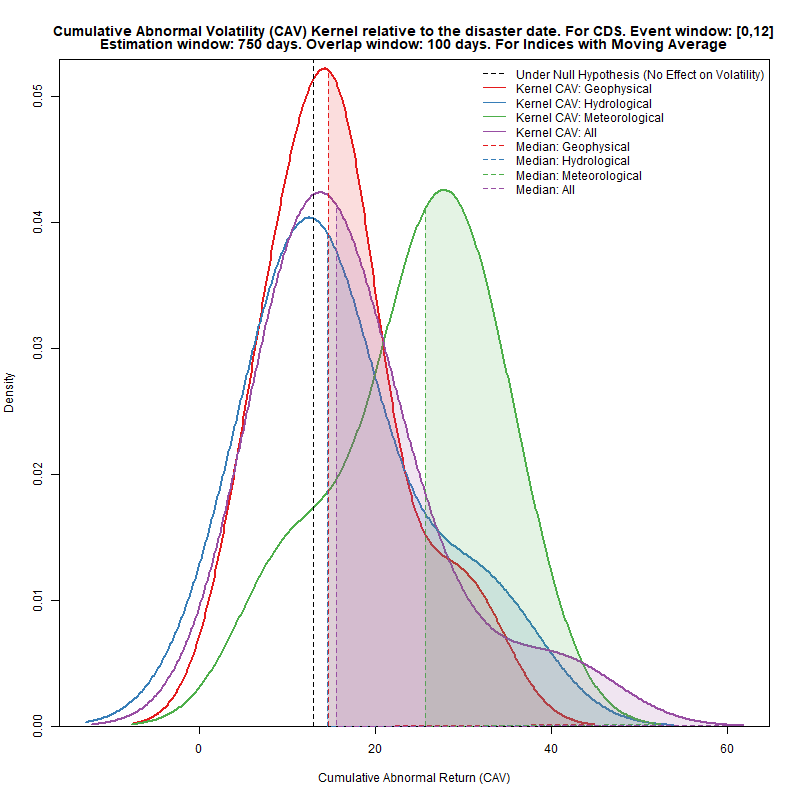 Cumulative Abnormal Volatility (CAV) Kernel relative to the disaster date. For CDS. Event window: [0,12]
Estimation window: 750 days. Overlap window: 100 days. For Indices with Moving Average
Under Null Hypothesis (No Effect on Volatility)
Kernel CAV: Geophysical
Kernel CAV: Hydrological
Kernel CAV: Meteorological
Kernel CAV: All
Median: Geophysical
Median: Hydrological
Median: Meteorological
Median: All
Density
0.05
0.04
0.03
0.02
0.01
0.00
0 20 40 60
Cumulative Abnormal Return (CAV)